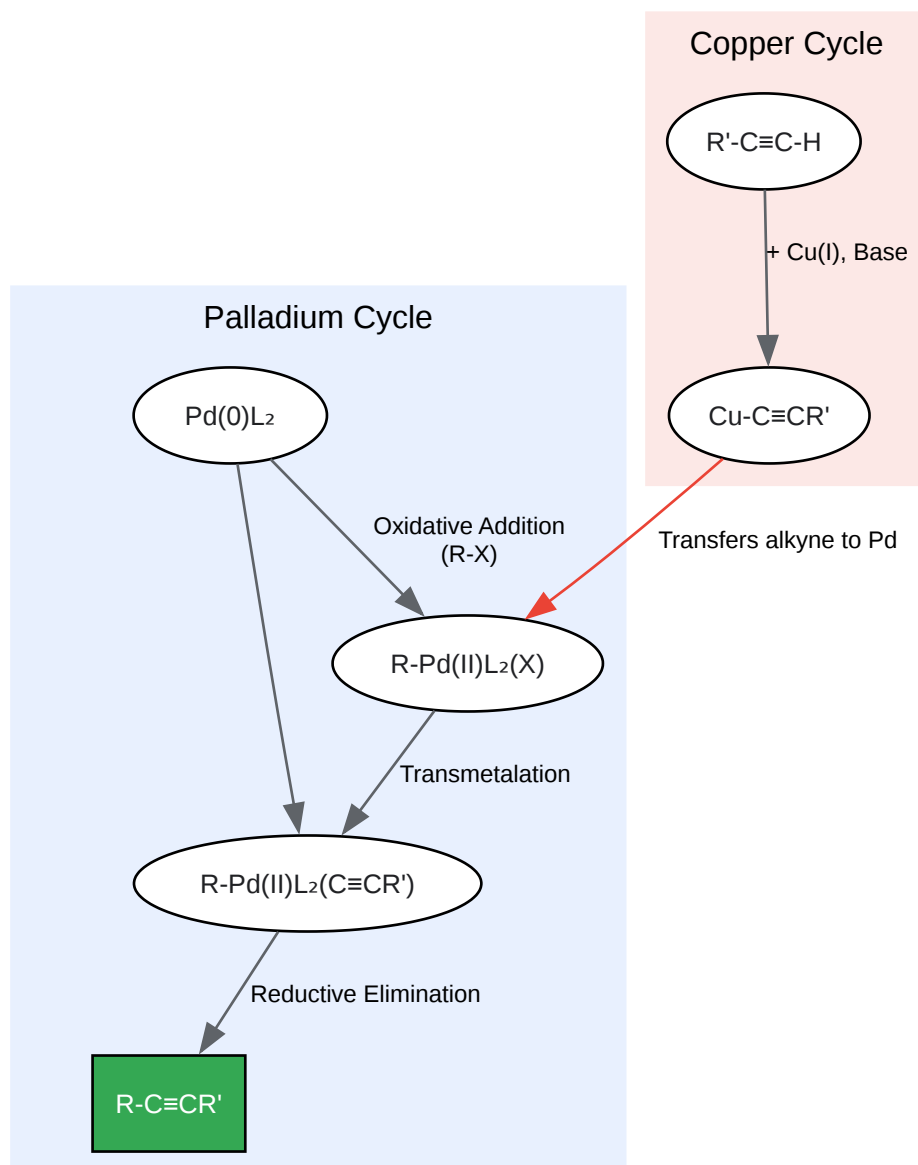 Copper Cycle
R'-C≡C-H
+ Cu(I), Base
Cu-C≡CR'
Transfers alkyne to Pd
Palladium Cycle
Pd(0)L₂
Oxidative Addition
(R-X)
R-Pd(II)L₂(X)
Transmetalation
R-Pd(II)L₂(C≡CR')
Reductive Elimination
R-C≡CR'